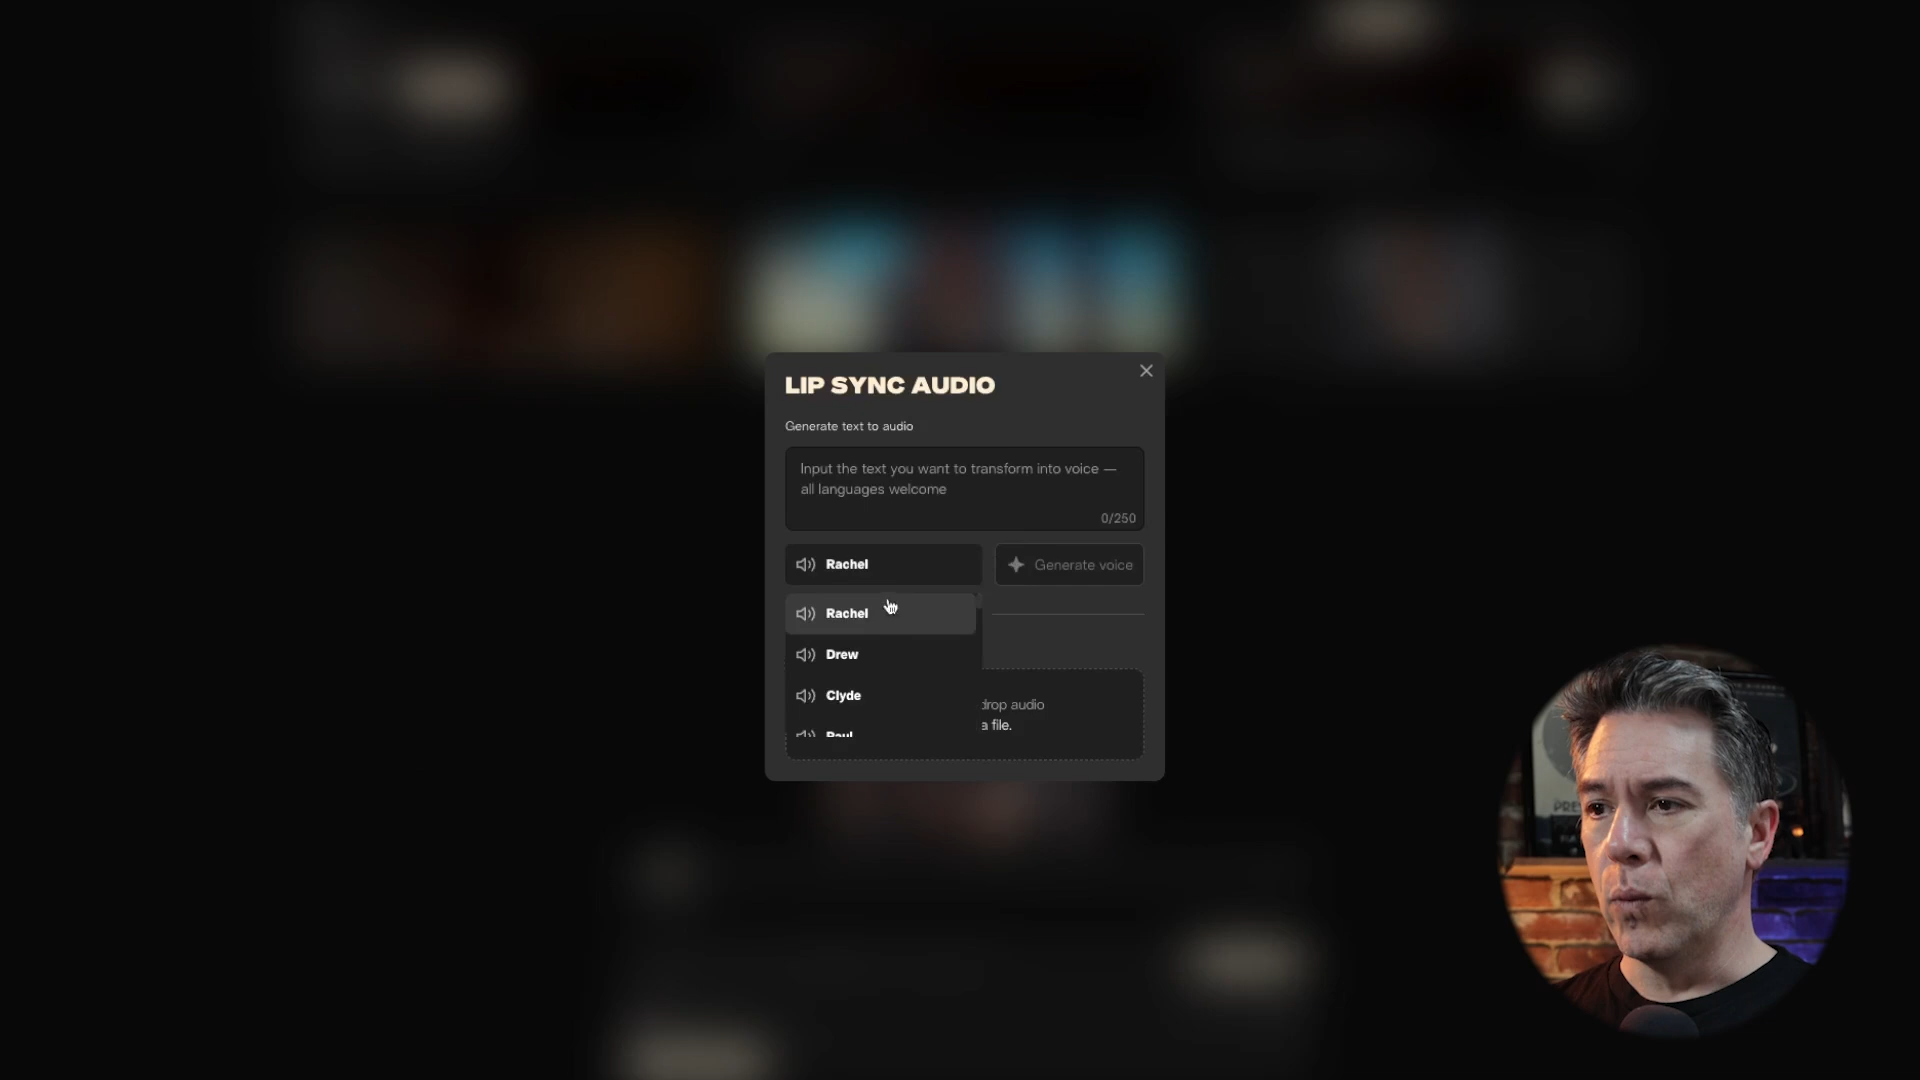 LIP SYNC AUDIO
Generate text to audio
Input the text you want to transform into voice —
all languages welcome
0/250
Rachel
Generate voice
Rachel
Drew
Clyde
drop audio
Paul
a file.